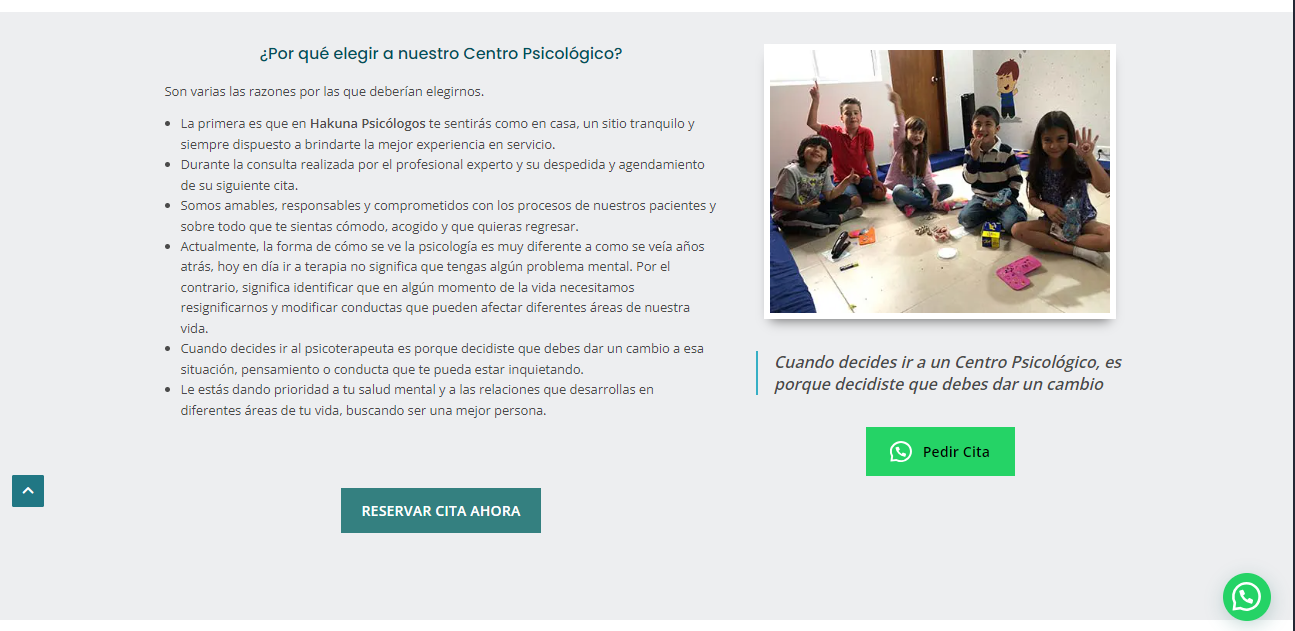 ¿Por qué elegir a nuestro Centro Psicológico?
Son varias las razones por las que deberían elegirnos.
La primera es que en Hakuna Psicólogos te sentirás como en casa, un sitio tranquilo y
siempre dispuesto a brindarte la mejor experiencia en servicio.
Durante la consulta realizada por el profesional experto y su despedida y agendamiento
de su siguiente cita.
Somos amables, responsables y comprometidos con los procesos de nuestros pacientes y
sobre todo que te sientas cómodo, acogido y que quieras regresar.
Actualmente, la forma de cómo se ve la psicología es muy diferente a como se veía años
atrás, hoy en día ir a terapia no significa que tengas algún problema mental. Por el
contrario, significa identificar que en algún momento de la vida necesitamos
resignificarnos y modificar conductas que pueden afectar diferentes áreas de nuestra
vida.
Cuando decides ir al psicoterapeuta es porque decidiste que debes dar un cambio a esa
situación, pensamiento o conducta que te pueda estar inquietando.
Le estás dando prioridad a tu salud mental y a las relaciones que desarrollas en
diferentes áreas de tu vida, buscando ser una mejor persona.
RESERVAR CITA AHORA
Cuando decides ir a un Centro Psicológico, es
porque decidiste que debes dar un cambio
Pedir Cita